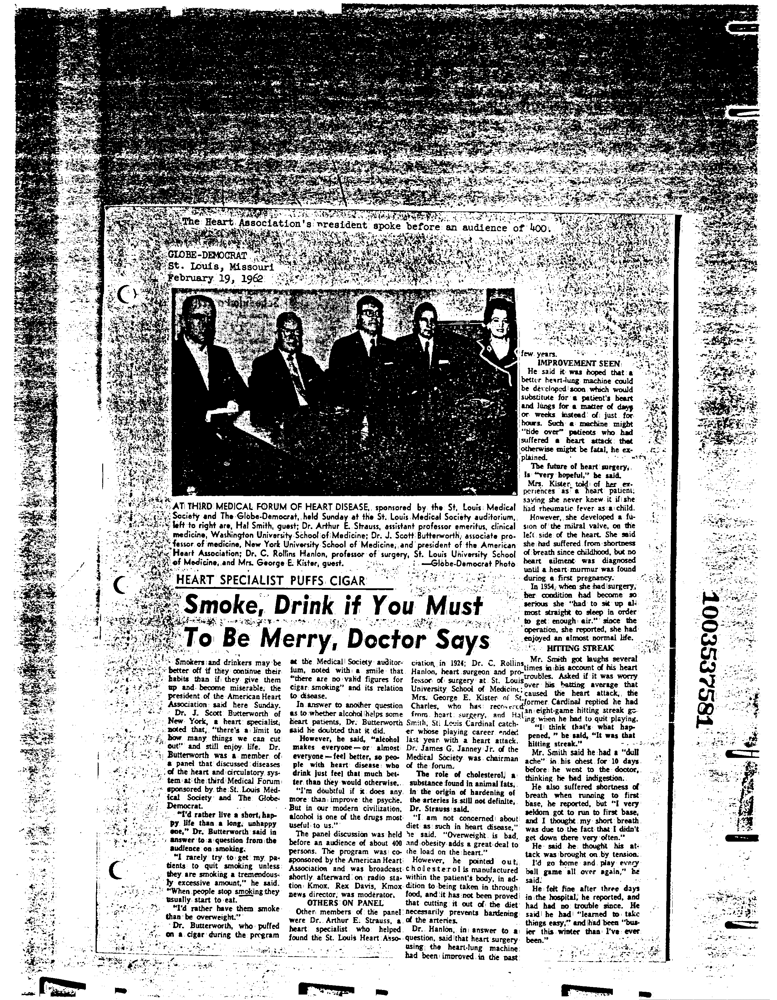 The Heart Association's president spoke before an audience of 400.
GLOBE-DEMOCRAT
St. Louis, Missouri
February 19, 1962
AT THIRD MEDICAL FORUM OF HEART DISEASE, sponsored by the St. Louis Medical
Society and The Globe-Democrat, held Sunday at the St. Louis Medical Society auditorium,
left to right are, Hal Smith, guest; Dr. Arthur E. Strauss, assistant professor emeritus, clinical
medicine, Washington University School of Medicine; Dr. J. Scott Butterworth, associate pro-
fessor of medicine, New York University School of Medicine, and president of the American
Heart Association; Dr. C. Rollins Hanlon, professor of surgery, St. Louis University School
of Medicine, and Mrs. George E. Kister, guest. —Globe-Democrat Photo
HEART SPECIALIST PUFFS CIGAR
Smoke, Drink if You Must
To Be Merry, Doctor Says
Smokers and drinkers may be
better off if they continue their
habits than if they give them
up and become miserable, the
president of the American Heart
Association said here Sunday.
Dr. J. Scott Butterworth of
New York, a heart specialist,
noted that, "there's a limit to
how many things we can cut
out" and still enjoy life. Dr.
Butterworth was a member of
a panel that discussed diseases
of the heart and circulatory sys-
tem at the third Medical Forum
sponsored by the St. Louis Med-
ical Society and The Globe-
Democrat.
"I'd rather live a short, hap-
py life than a long, unhappy
one," Dr. Butterworth said in
answer to a question from the
audience on smoking.
"I rarely try to get my pa-
tients to quit smoking unless
they are smoking a tremendous-
ly excessive amount," he said.
"When people stop smoking they
usually start to eat.
"I'd rather have them smoke
than be overweight."
Dr. Butterworth, who puffed
on a cigar during the program
at the Medical Society auditor-
ium, noted with a smile that
"there are no valid figures for
cigar smoking" and its relation
to disease.
In answer to another question
as to whether alcohol helps some
heart patients, Dr. Butterworth
said he doubted that it did.
However, he said, "alcohol
makes everyone—or almost
everyone—feel better, so peo-
ple with heart disease who
drink just feel that much bet-
ter than they would otherwise.
"I'm doubtful if it does any
more than improve the psyche.
But in our modern civilization,
alcohol is one of the drugs most
useful to us."
The panel discussion was held
before an audience of about 400
persons. The program was co-
sponsored by the American Heart
Association and was broadcast
shortly afterward on radio sta-
tion Kmox. Rex Davis, Kmox
news director, was moderator.
OTHERS ON PANEL
Other members of the panel
were Dr. Arthur E. Strauss, a
heart specialist who helped
found the St. Louis Heart Asso-
ciation, in 1924; Dr. C. Rollins
Hanlon, heart surgeon and pro-
fessor of surgery at St. Louis
University School of Medicine;
Mrs. George E. Kister of St.
Charles, who has recovered
from heart surgery, and Hal
Smith, St. Louis Cardinal catch-
er whose playing career ended
last year with a heart attack.
Dr. James G. Janney Jr. of the
Medical Society was chairman
of the forum.
The role of cholesterol, a
substance found in animal fats,
in the origin of hardening of
the arteries is still not definite,
Dr. Strauss said.
"I am not concerned about
diet as such in heart disease,"
he said. "Overweight is bad,
and obesity adds a great deal to
the load on the heart."
However, he pointed out,
cholesterol is manufactured
within the patient's body, in ad-
dition to being taken in through
food, and it has not been proved
that cutting it out of the diet
necessarily prevents hardening
of the arteries.
Dr. Hanlon, in answer to a
question, said that heart surgery
using the heart-lung machine
had been improved in the past
few years.
IMPROVEMENT SEEN
He said it was hoped that a
better heart-lung machine could
be developed soon which would
substitute for a patient's heart
and lungs for a matter of days
or weeks instead of just for
hours. Such a machine might
"tide over" patients who had
suffered a heart attack that
otherwise might be fatal, he ex-
plained.
The future of heart surgery,
is "very hopeful," he said.
Mrs. Kister told of her ex-
periences as a heart patient,
saying she never knew it if she
had rheumatic fever as a child.
However, she developed a fu-
sion of the mitral valve, on the
left side of the heart. She said
she had suffered from shortness
of breath since childhood, but no
heart ailment was diagnosed
until a heart murmur was found
during a first pregnancy.
In 1954, when she had surgery,
her condition had become so
serious she "had to sit up al-
most straight to sleep in order
to get enough air." since the
operation, she reported, she had
enjoyed an almost normal life.
HITTING STREAK
Mr. Smith got laughs several
times in his account of his heart
troubles. Asked if it was worry
over his batting average that
caused the heart attack, the
former Cardinal replied he had
an eight-game hitting streak go-
ing when he had to quit playing.
"I think that's what hap-
pened," he said, "It was that
hitting streak."
Mr. Smith said he had a "dull
ache" in his chest for 10 days
before he went to the doctor,
thinking he had indigestion.
He also suffered shortness of
breath when running to first
base, he reported, but "I very
seldom got to run to first base,
and I thought my short breath
was due to the fact that I didn't
get down there very often."
He said he thought his at-
tack was brought on by tension.
I'd go home and play every
ball game all over again," he
said.
He felt fine after three days
in the hospital, he reported, and
had had no trouble since. He
said he had "learned to take
things easy," and had been "bus-
ier this winter than I've ever
been."
1003537581